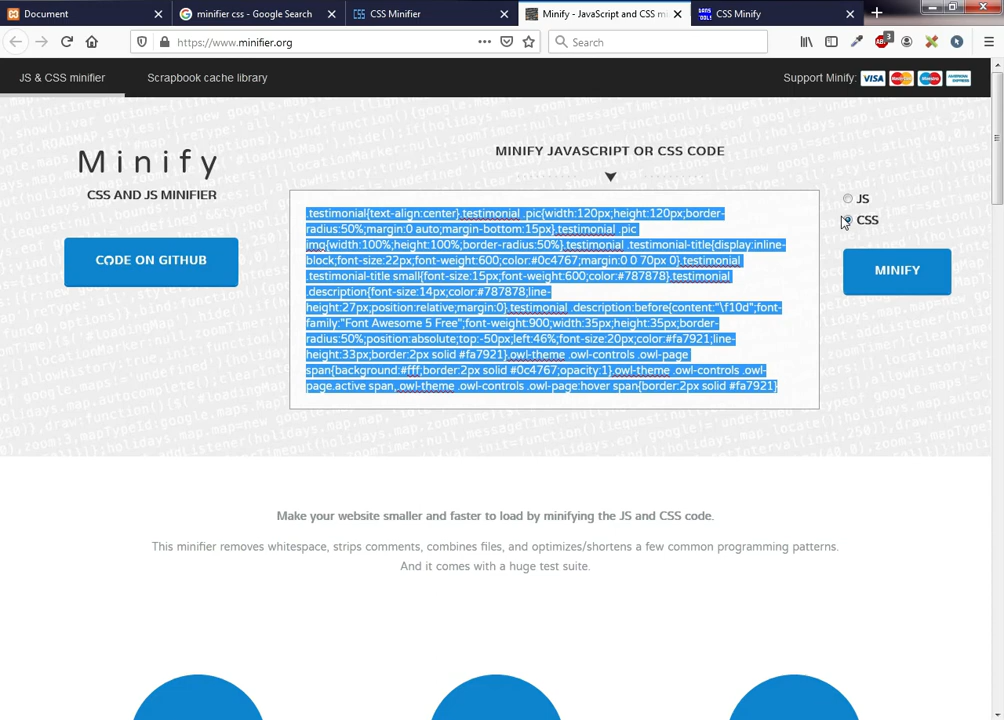 Document
minifier css - Google Search
CSS Minifier
Minify - JavaScript and CSS mi
CSS Minify
https://www.minifier.org
Search
3
JS & CSS minifier
Scrapbook cache library
Support Minify:
VISA
Minify
CSS AND JS MINIFIER
CODE ON GITHUB
MINIFY JAVASCRIPT OR CSS CODE
.testimonial{text-align:center}.testimonial .pic{width:120px;height:120px;border-
radius:50%;margin:0 auto;margin-bottom:15px}.testimonial .pic
img{width:100%;height:100%;border-radius:50%}.testimonial .testimonial-title{display:inline-
block;font-size:22px;font-weight:600;color:#0c4767;margin:0 0 70px 0}.testimonial
.testimonial-title small{font-size:15px;font-weight:600;color:#787878}.testimonial
.description{font-size:14px;color:#787878;line-
height:27px;position:relative;margin:0}.testimonial .description:before{content:"\f10d";font-
family:"Font Awesome 5 Free";font-weight:900;width:35px;height:35px;border-
radius:50%;position:absolute;top:-50px;left:46%;font-size:20px;color:#fa7921;line-
height:33px;border:2px solid #fa7921}.owl-theme .owl-controls .owl-page
span{background:#fff;border:2px solid #0c4767;opacity:1}.owl-theme .owl-controls .owl-
page.active span,.owl-theme .owl-controls .owl-page:hover span{border:2px solid #fa7921}
JS
CSS
MINIFY
Make your website smaller and faster to load by minifying the JS and CSS code.
This minifier removes whitespace, strips comments, combines files, and optimizes/shortens a few common programming patterns.
And it comes with a huge test suite.